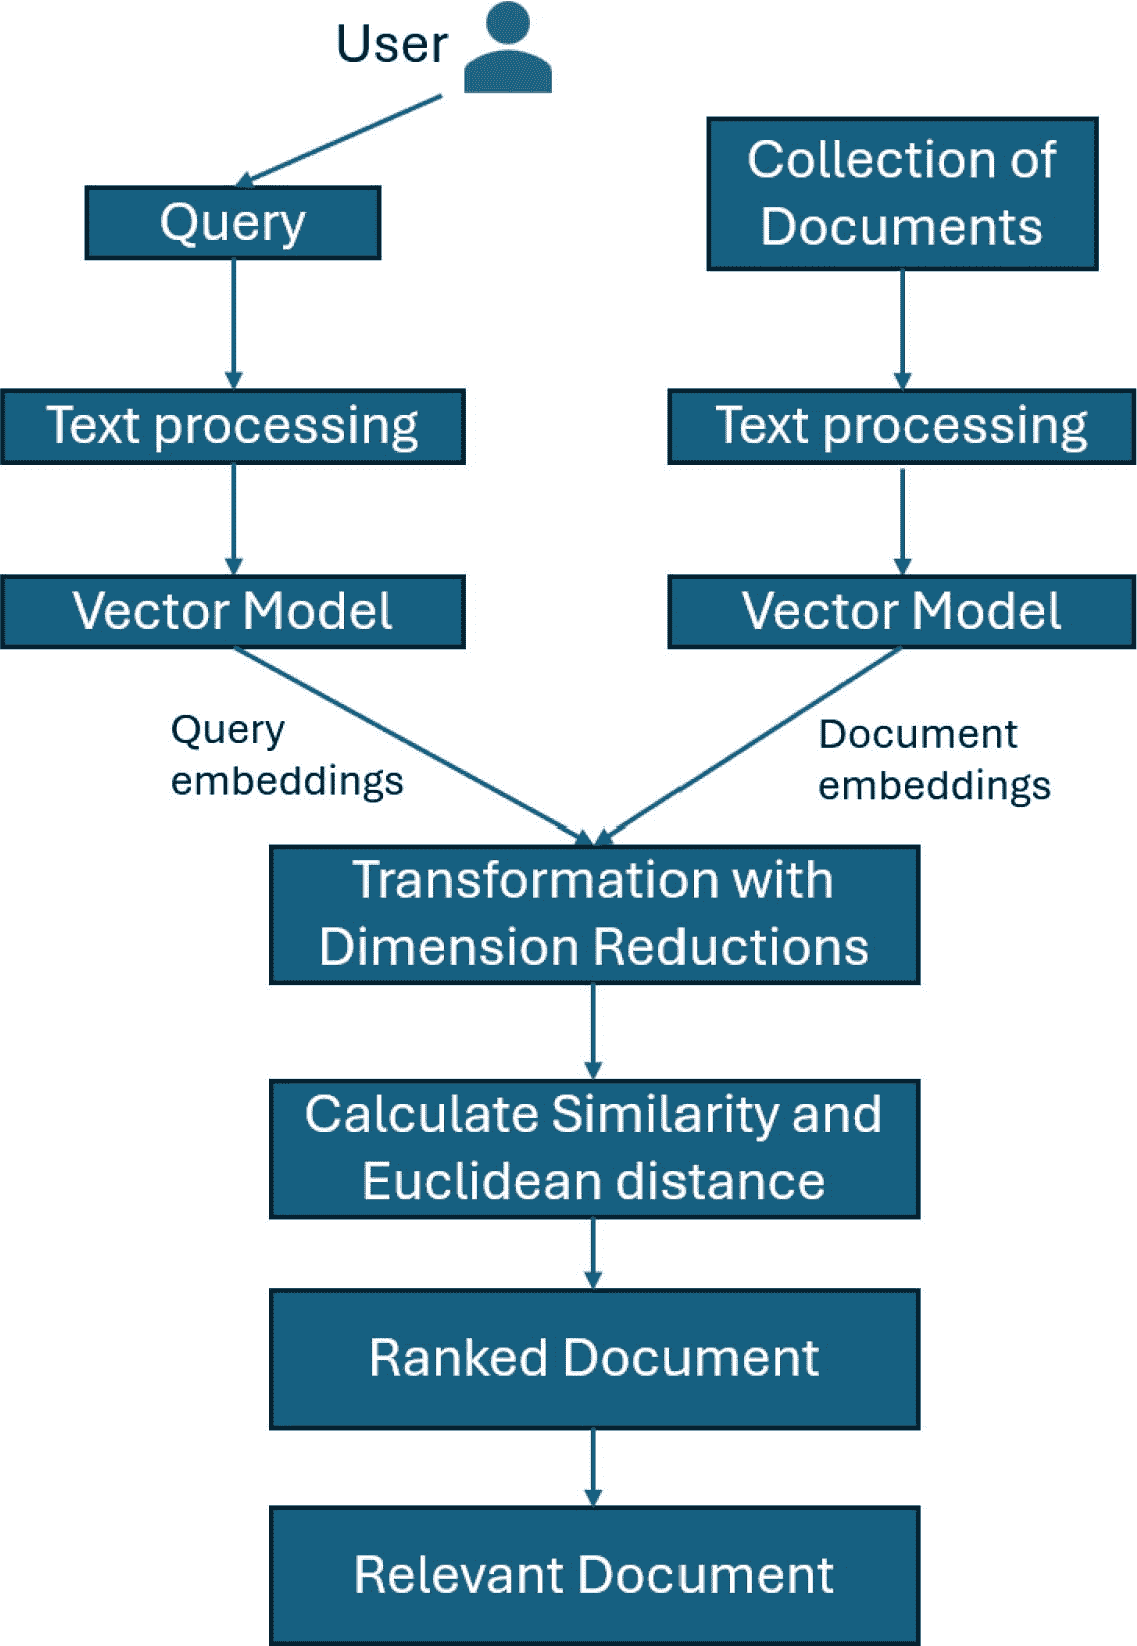 User
Query
Collection of
Documents
Text processing
Text processing
Vector Model
Vector Model
Query
embeddings
Document
embeddings
Transformation with
Dimension Reductions
Calculate Similarity and
Euclidean distance
Ranked Document
Relevant Document